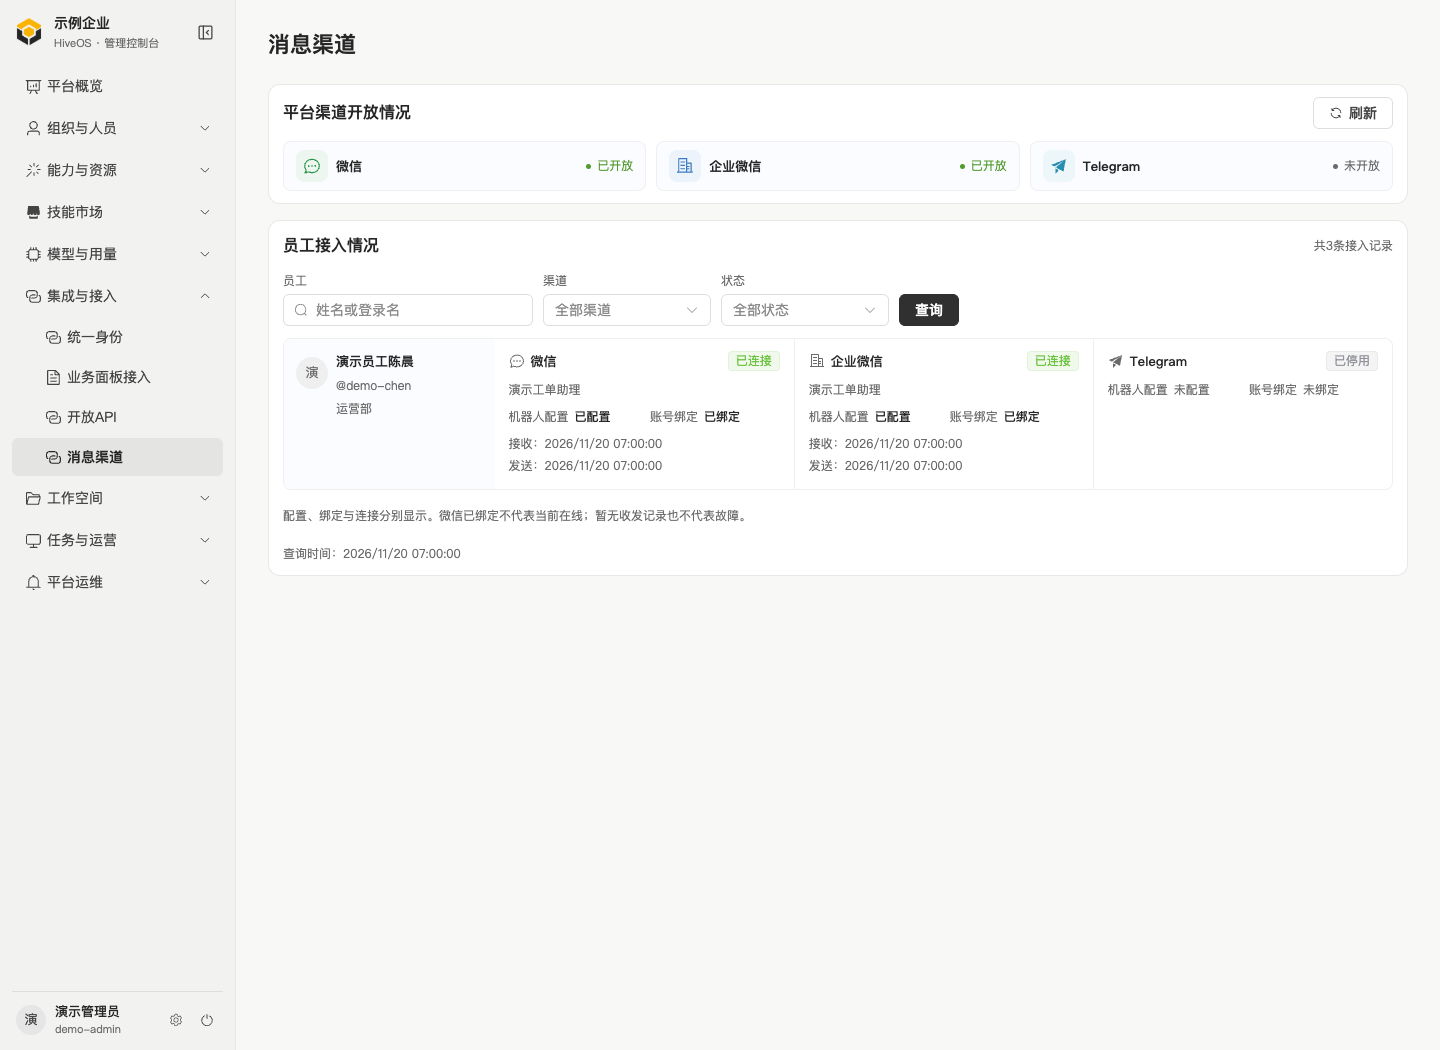 示例企业
HiveOS · 管理控制台
平台概览
组织与人员
能力与资源
技能市场
模型与用量
集成与接入
统一身份
业务面板接入
开放API
消息渠道
工作空间
任务与运营
平台运维
演
演示管理员
demo-admin
消息渠道
平台渠道开放情况
刷新
微信
已开放
企业微信
已开放
Telegram
未开放
员工接入情况
共3条接入记录
员工
渠道
状态
姓名或登录名
全部渠道
全部状态
查询
演
演示员工陈晨
@demo-chen
运营部
微信
已连接
演示工单助理
机器人配置 已配置
账号绑定 已绑定
接收：2026/11/20 07:00:00
发送：2026/11/20 07:00:00
企业微信
已连接
演示工单助理
机器人配置 已配置
账号绑定 已绑定
接收：2026/11/20 07:00:00
发送：2026/11/20 07:00:00
Telegram
已停用
机器人配置 未配置
账号绑定 未绑定
配置、绑定与连接分别显示。微信已绑定不代表当前在线；暂无收发记录也不代表故障。
查询时间：2026/11/20 07:00:00